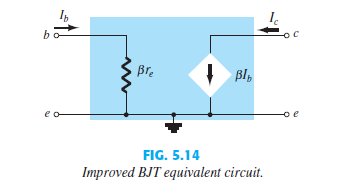 I_b
I_c
b
c
βr_e
βI_b
e
e
FIG. 5.14
Improved BJT equivalent circuit.